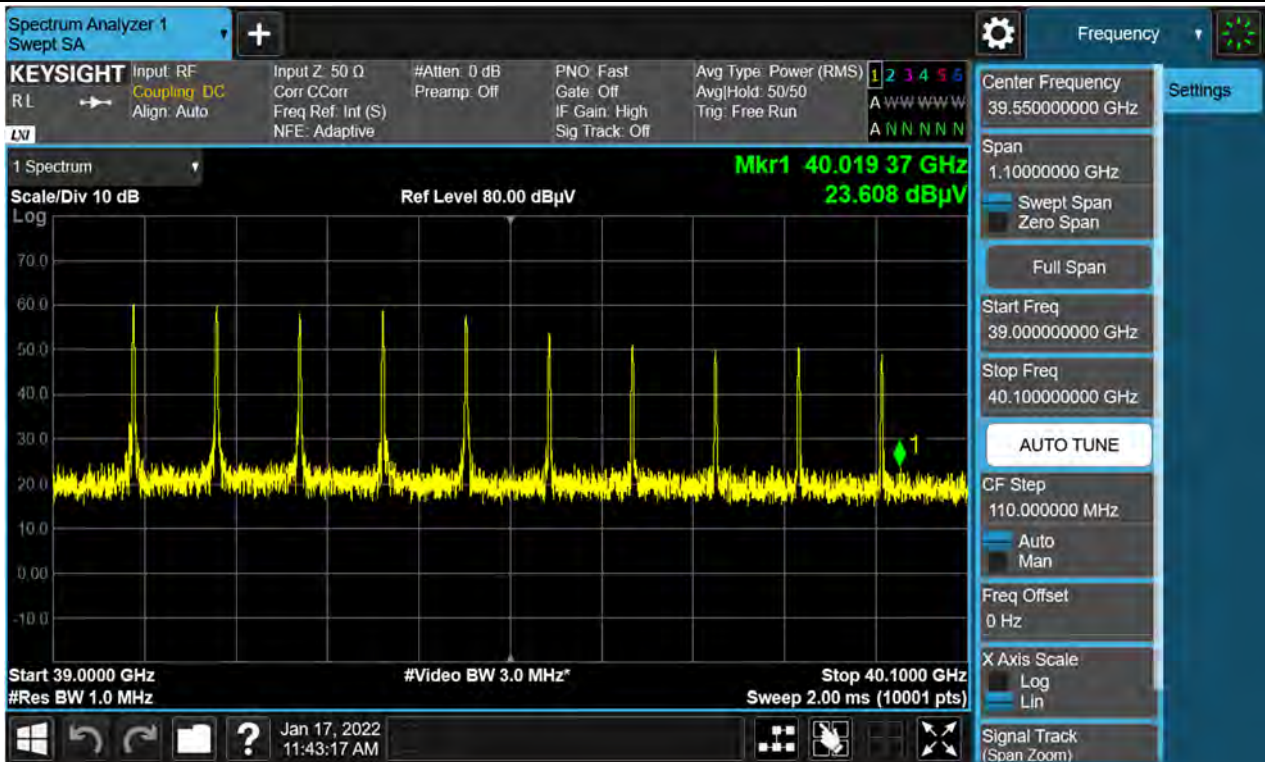 Spectrum Analyzer 1
Swept SA
+
Frequency
KEYSIGHT
RL
LXI
Input: RF
Coupling: DC
Align: Auto
Input Z: 50 Ω
Corr CCorr
Freq Ref: Int (S)
NFE: Adaptive
#Atten: 0 dB
Preamp: Off
PNO: Fast
Gate: Off
IF Gain: High
Sig Track: Off
Avg Type: Power (RMS)
Avg|Hold: 50/50
Trig: Free Run
1 2 3 4 5 6
A W W W W W
A N N N N N
1 Spectrum
Scale/Div 10 dB
Ref Level 80.00 dBµV
Mkr1 40.019 37 GHz
23.608 dBµV
Log
70.0
60.0
50.0
40.0
30.0
20.0
10.0
0.00
-10.0
1
Start 39.0000 GHz
#Video BW 3.0 MHz*
Stop 40.1000 GHz
#Res BW 1.0 MHz
Sweep 2.00 ms (10001 pts)
?
Jan 17, 2022
11:43:17 AM
Settings
Center Frequency
39.550000000 GHz
Span
1.10000000 GHz
Swept Span
Zero Span
Full Span
Start Freq
39.000000000 GHz
Stop Freq
40.100000000 GHz
AUTO TUNE
CF Step
110.000000 MHz
Auto
Man
Freq Offset
0 Hz
X Axis Scale
Log
Lin
Signal Track
(Span Zoom)